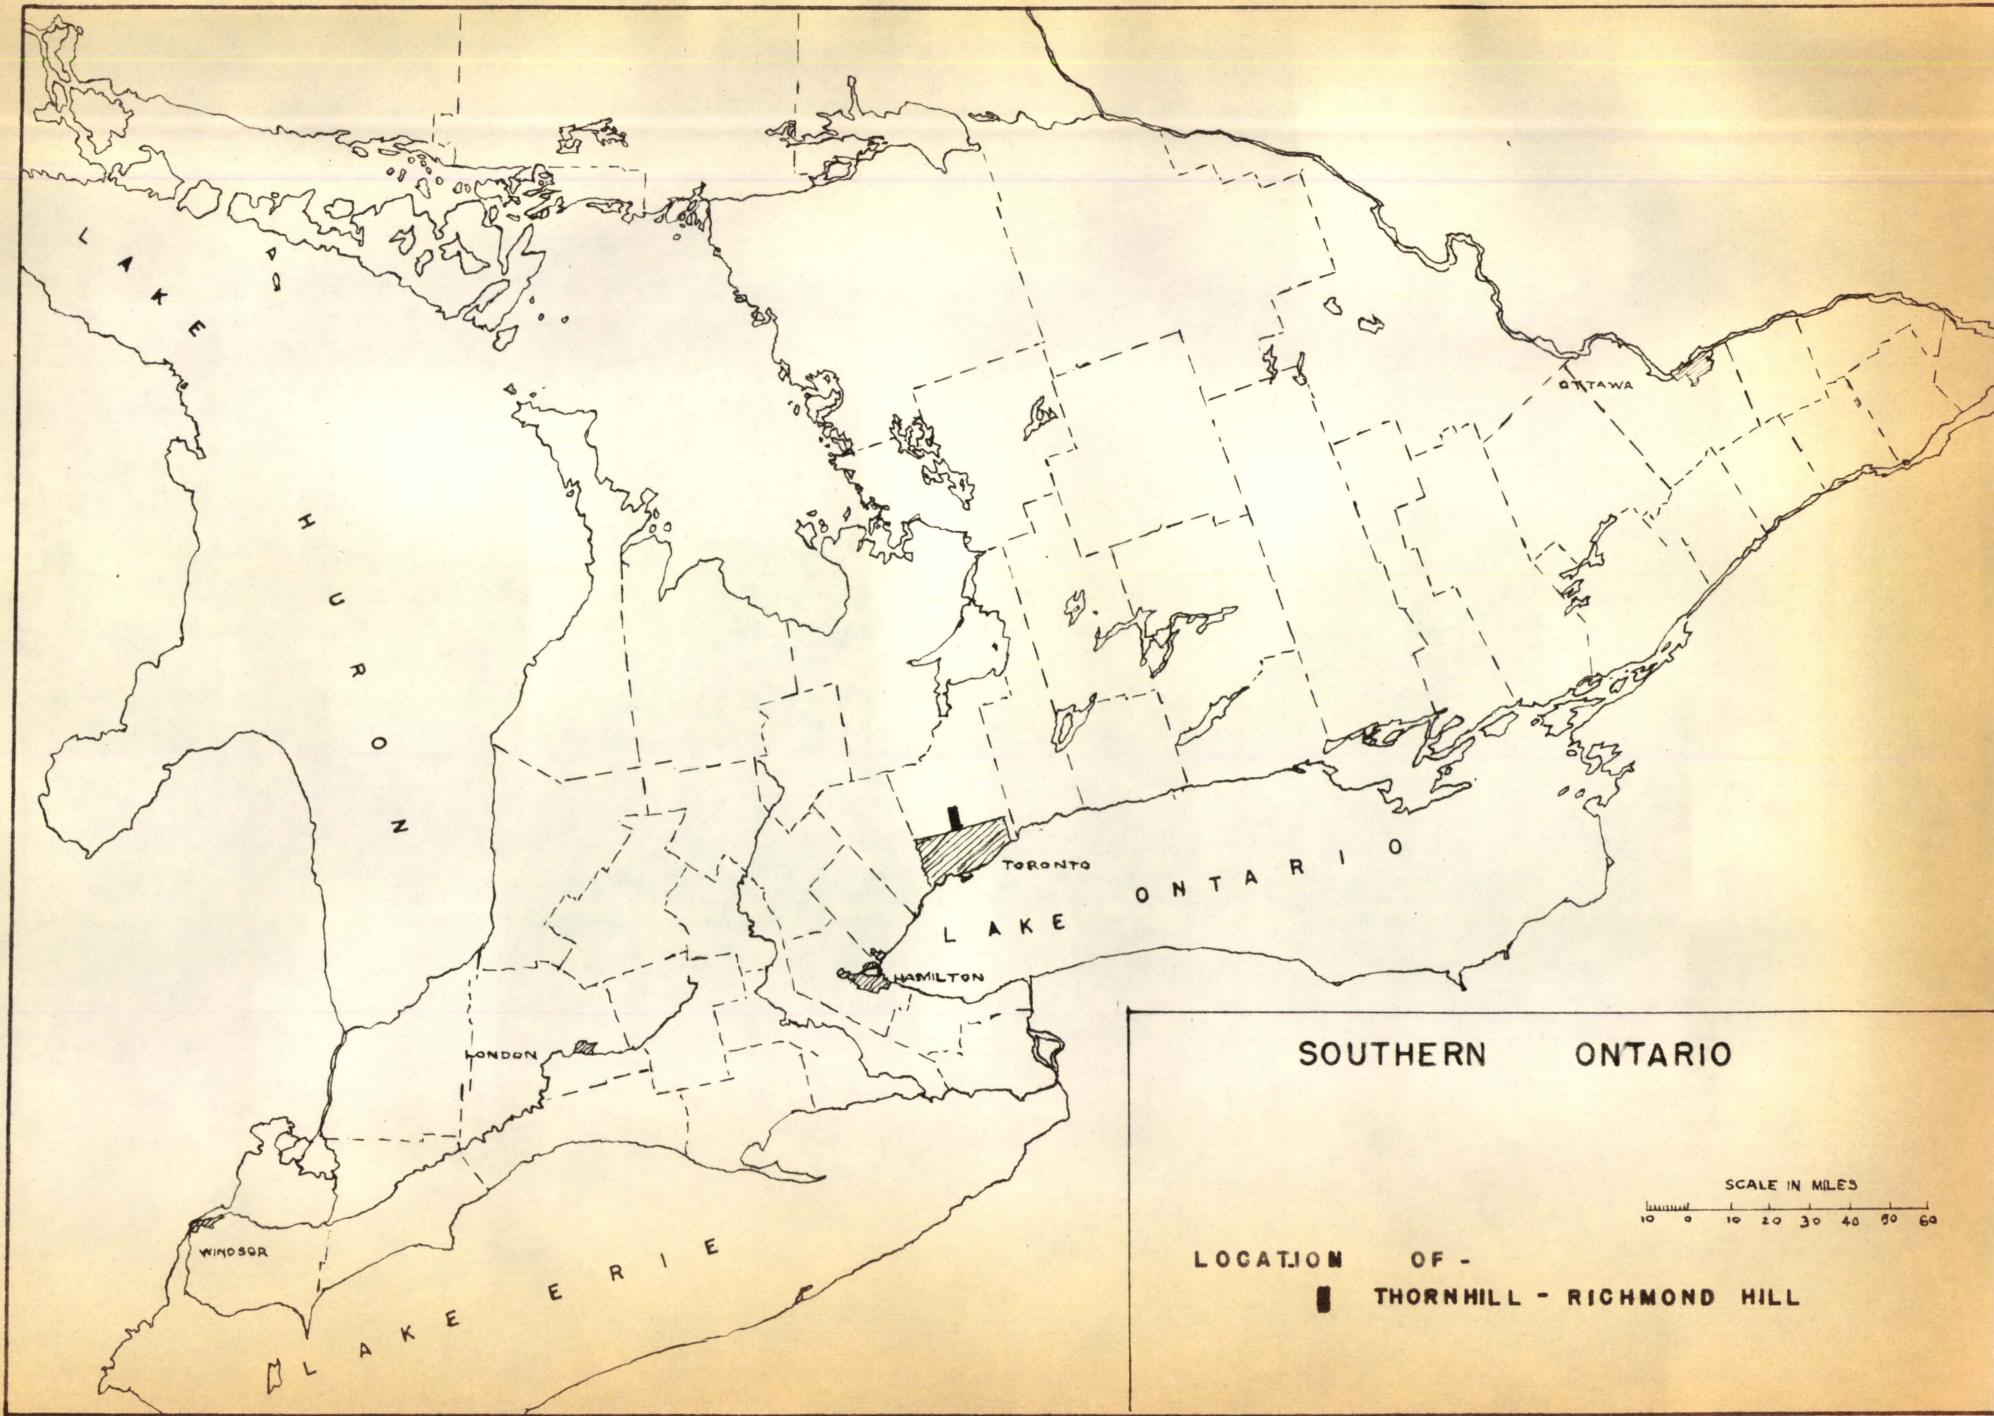 LAKE HURON
OTTAWA
TORONTO
LAKE ONTARIO
HAMILTON
LONDON
WINDSOR
LAKE ERIE
SOUTHERN ONTARIO
SCALE IN MILES
10 0 10 20 30 40 50 60
LOCATION OF -
THORNHILL - RICHMOND HILL